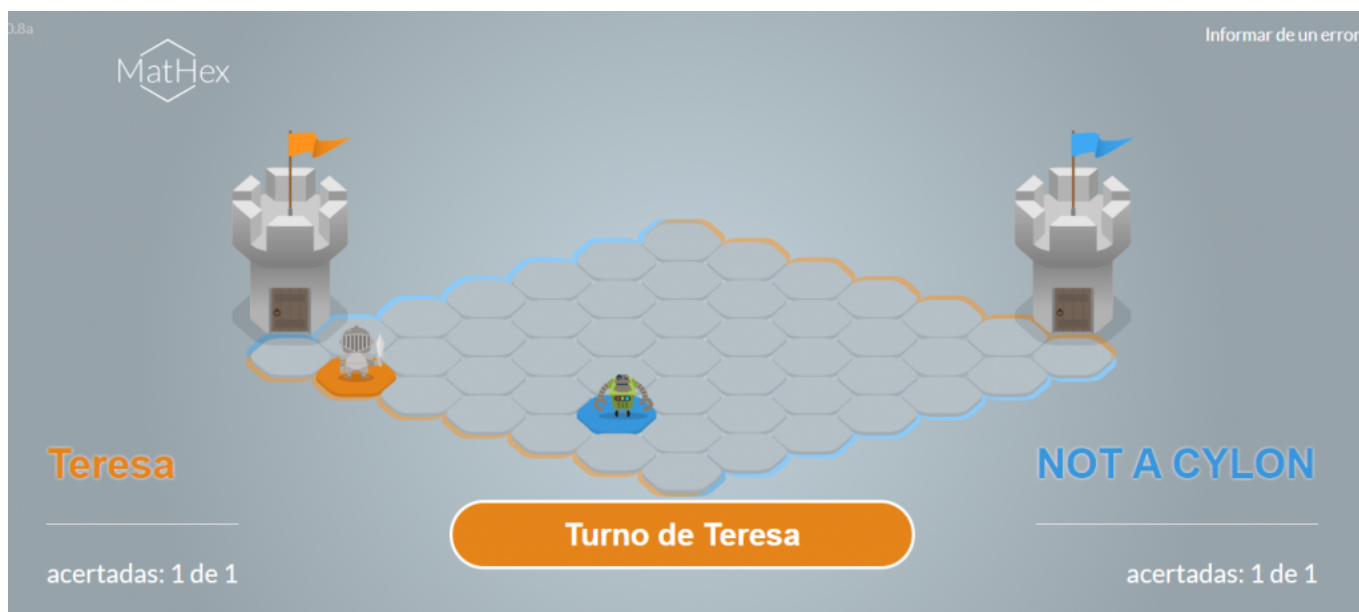 0.8a
Informar de un error
MatHex
Teresa
NOT A CYLON
Turno de Teresa
acertadas: 1 de 1
acertadas: 1 de 1